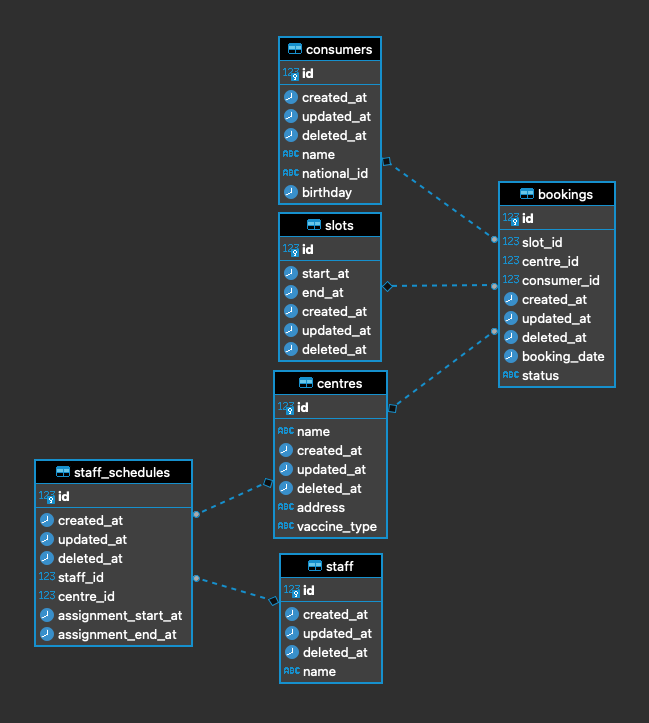 consumers
123 id
created_at
updated_at
deleted_at
ABC name
ABC national_id
birthday
slots
123 id
start_at
end_at
created_at
updated_at
deleted_at
centres
123 id
ABC name
created_at
updated_at
deleted_at
ABC address
ABC vaccine_type
staff
123 id
created_at
updated_at
deleted_at
ABC name
bookings
123 id
123 slot_id
123 centre_id
123 consumer_id
created_at
updated_at
deleted_at
booking_date
ABC status
staff_schedules
123 id
created_at
updated_at
deleted_at
123 staff_id
123 centre_id
assignment_start_at
assignment_end_at